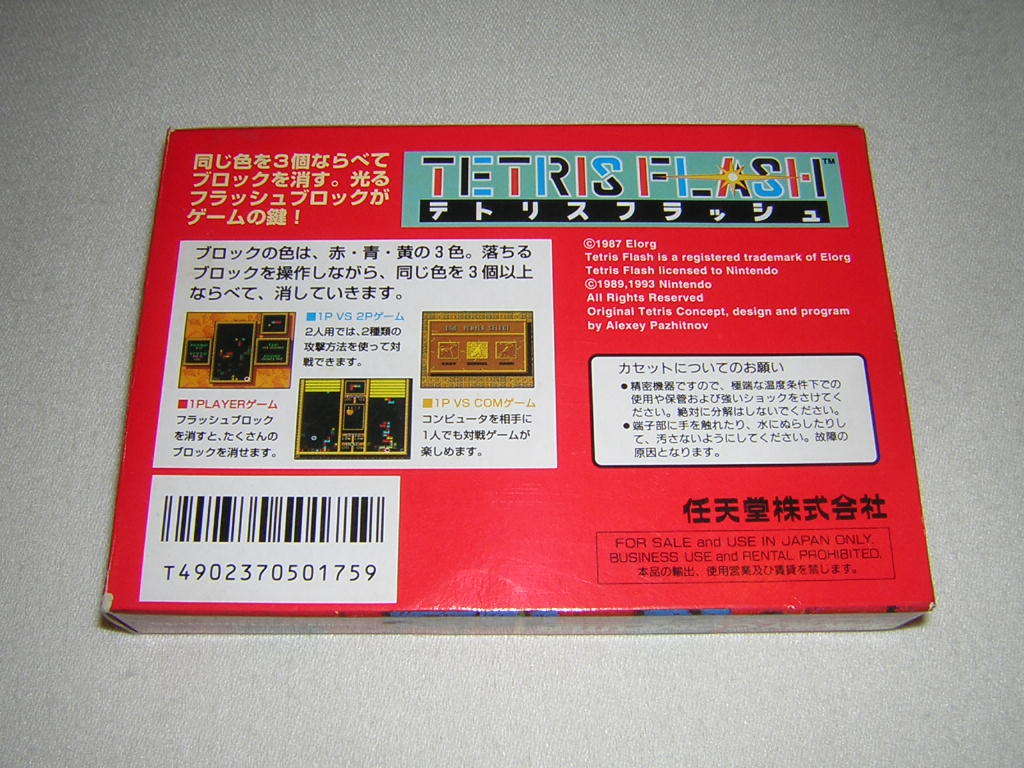 同じ色を3個ならべて
ブロックを消す。光る
フラッシュブロックが
ゲームの鍵！
TETRIS FLASH™
テトリスフラッシュ
ブロックの色は、赤・青・黄の3色。落ちる
ブロックを操作しながら、同じ色を3個以上
ならべて、消していきます。
■1P VS 2Pゲーム
2人用では、2種類の
攻撃方法を使って対
戦できます。
■1PLAYERゲーム
フラッシュブロック
を消すと、たくさんの
ブロックを消せます。
■1P VS COMゲーム
コンピュータを相手に
1人でも対戦ゲームが
楽しめます。
©1987 Elorg
Tetris Flash is a registered trademark of Elorg
Tetris Flash licensed to Nintendo
©1989,1993 Nintendo
All Rights Reserved
Original Tetris Concept, design and program
by Alexey Pazhitnov
カセットについてのお願い
●精密機器ですので、極端な温度条件下での
使用や保管および強いショックをさけてく
ださい。絶対に分解はしないでください。
●端子部に手を触れたり、水にぬらしたりし
て、汚さないようにしてください。故障の
原因となります。
T4902370501759
任天堂株式会社
FOR SALE and USE IN JAPAN ONLY.
BUSINESS USE and RENTAL PROHIBITED.
本品の輸出、使用営業及び賃貸を禁じます。